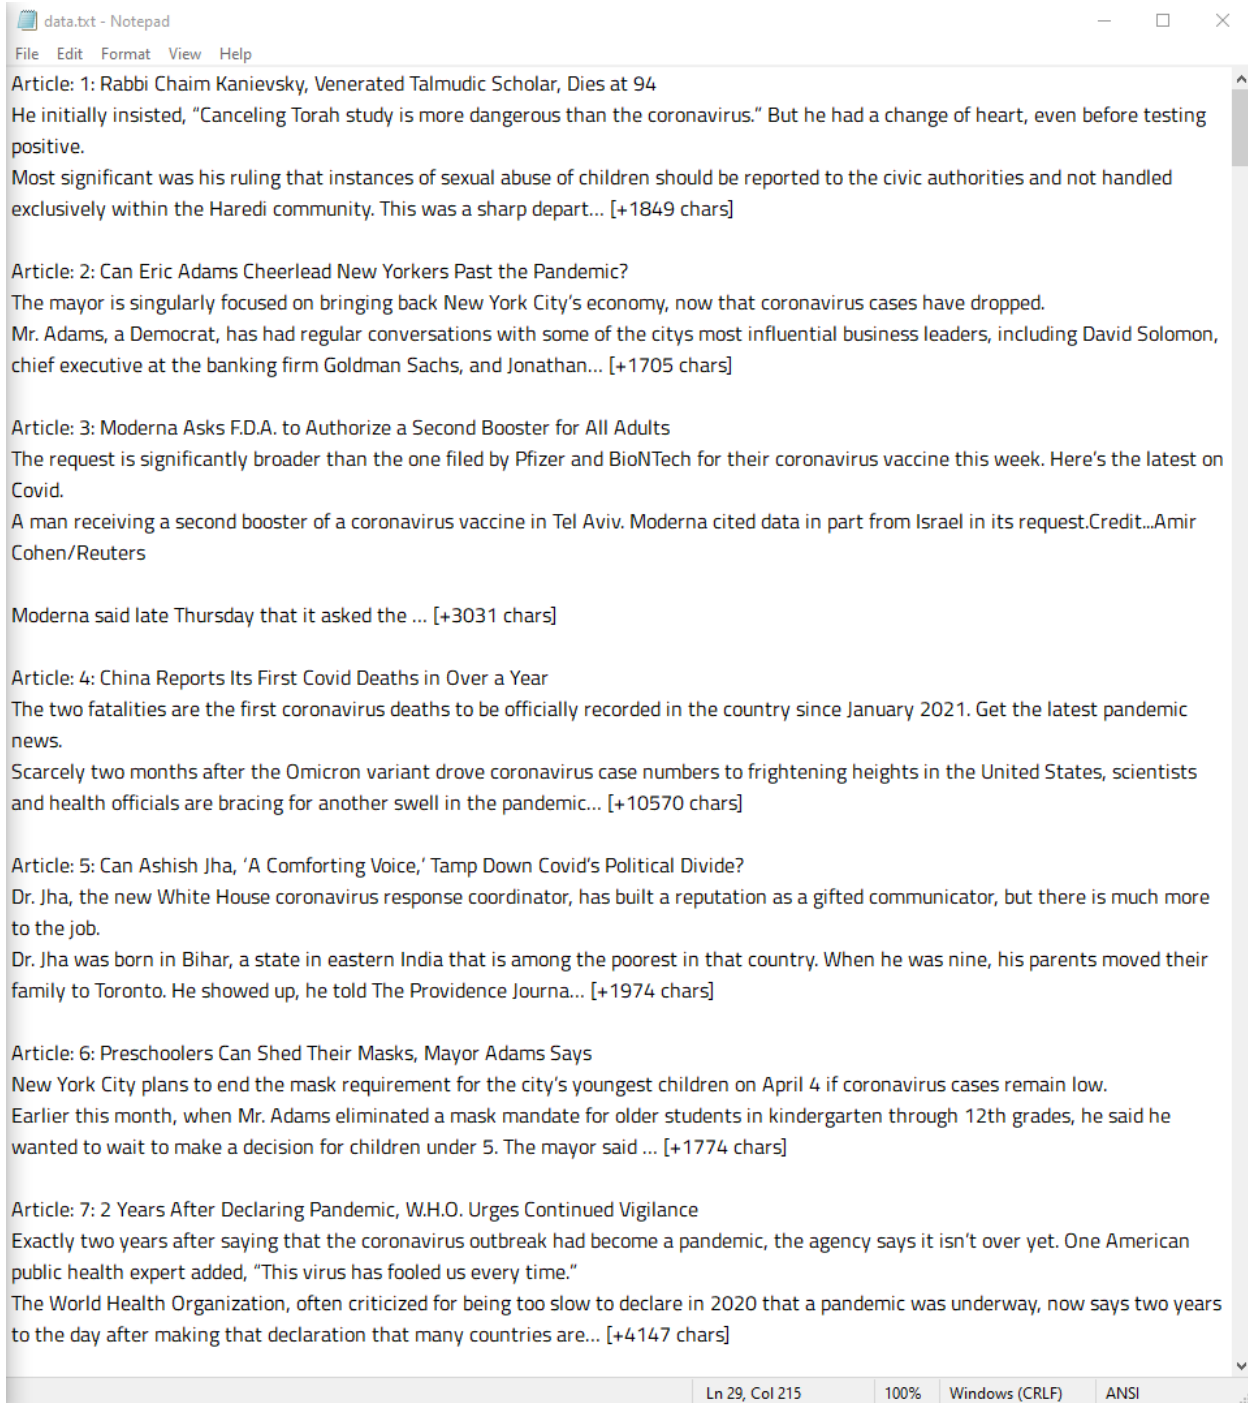 data.txt - Notepad
File Edit Format View Help
Article: 1: Rabbi Chaim Kanievsky, Venerated Talmudic Scholar, Dies at 94
He initially insisted, “Canceling Torah study is more dangerous than the coronavirus.” But he had a change of heart, even before testing
positive.
Most significant was his ruling that instances of sexual abuse of children should be reported to the civic authorities and not handled
exclusively within the Haredi community. This was a sharp depart… [+1849 chars]
Article: 2: Can Eric Adams Cheerlead New Yorkers Past the Pandemic?
The mayor is singularly focused on bringing back New York City’s economy, now that coronavirus cases have dropped.
Mr. Adams, a Democrat, has had regular conversations with some of the citys most influential business leaders, including David Solomon,
chief executive at the banking firm Goldman Sachs, and Jonathan… [+1705 chars]
Article: 3: Moderna Asks F.D.A. to Authorize a Second Booster for All Adults
The request is significantly broader than the one filed by Pfizer and BioNTech for their coronavirus vaccine this week. Here’s the latest on
Covid.
A man receiving a second booster of a coronavirus vaccine in Tel Aviv. Moderna cited data in part from Israel in its request.Credit...Amir
Cohen/Reuters
Moderna said late Thursday that it asked the … [+3031 chars]
Article: 4: China Reports Its First Covid Deaths in Over a Year
The two fatalities are the first coronavirus deaths to be officially recorded in the country since January 2021. Get the latest pandemic
news.
Scarcely two months after the Omicron variant drove coronavirus case numbers to frightening heights in the United States, scientists
and health officials are bracing for another swell in the pandemic… [+10570 chars]
Article: 5: Can Ashish Jha, ‘A Comforting Voice,’ Tamp Down Covid’s Political Divide?
Dr. Jha, the new White House coronavirus response coordinator, has built a reputation as a gifted communicator, but there is much more
to the job.
Dr. Jha was born in Bihar, a state in eastern India that is among the poorest in that country. When he was nine, his parents moved their
family to Toronto. He showed up, he told The Providence Journa… [+1974 chars]
Article: 6: Preschoolers Can Shed Their Masks, Mayor Adams Says
New York City plans to end the mask requirement for the city’s youngest children on April 4 if coronavirus cases remain low.
Earlier this month, when Mr. Adams eliminated a mask mandate for older students in kindergarten through 12th grades, he said he
wanted to wait to make a decision for children under 5. The mayor said … [+1774 chars]
Article: 7: 2 Years After Declaring Pandemic, W.H.O. Urges Continued Vigilance
Exactly two years after saying that the coronavirus outbreak had become a pandemic, the agency says it isn’t over yet. One American
public health expert added, “This virus has fooled us every time.”
The World Health Organization, often criticized for being too slow to declare in 2020 that a pandemic was underway, now says two years
to the day after making that declaration that many countries are… [+4147 chars]
Ln 29, Col 215 100% Windows (CRLF) ANSI